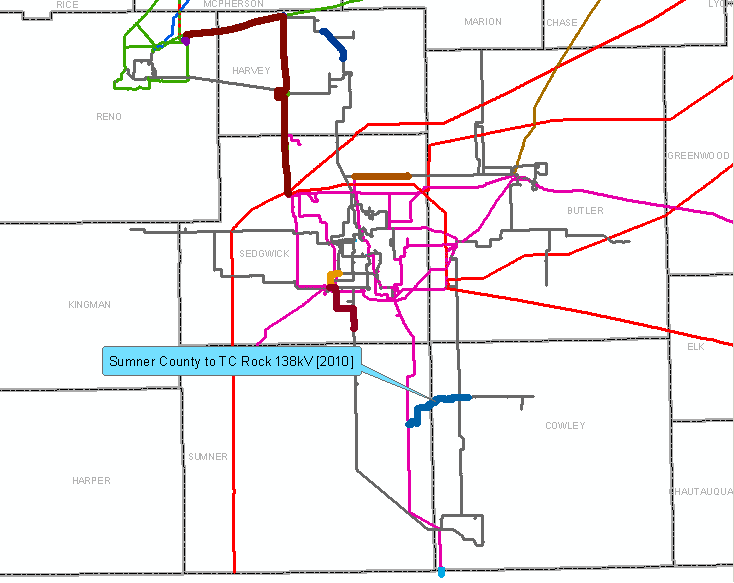 RICE
MCPHERSON
MARION
CHASE
LYON
HARVEY
RENO
GREENWOOD
BUTLER
SEDGWICK
KINGMAN
ELK
Sumner County to TC Rock 138kV [2010]
COWLEY
SUMNER
HARPER
CHAUTAUQUA